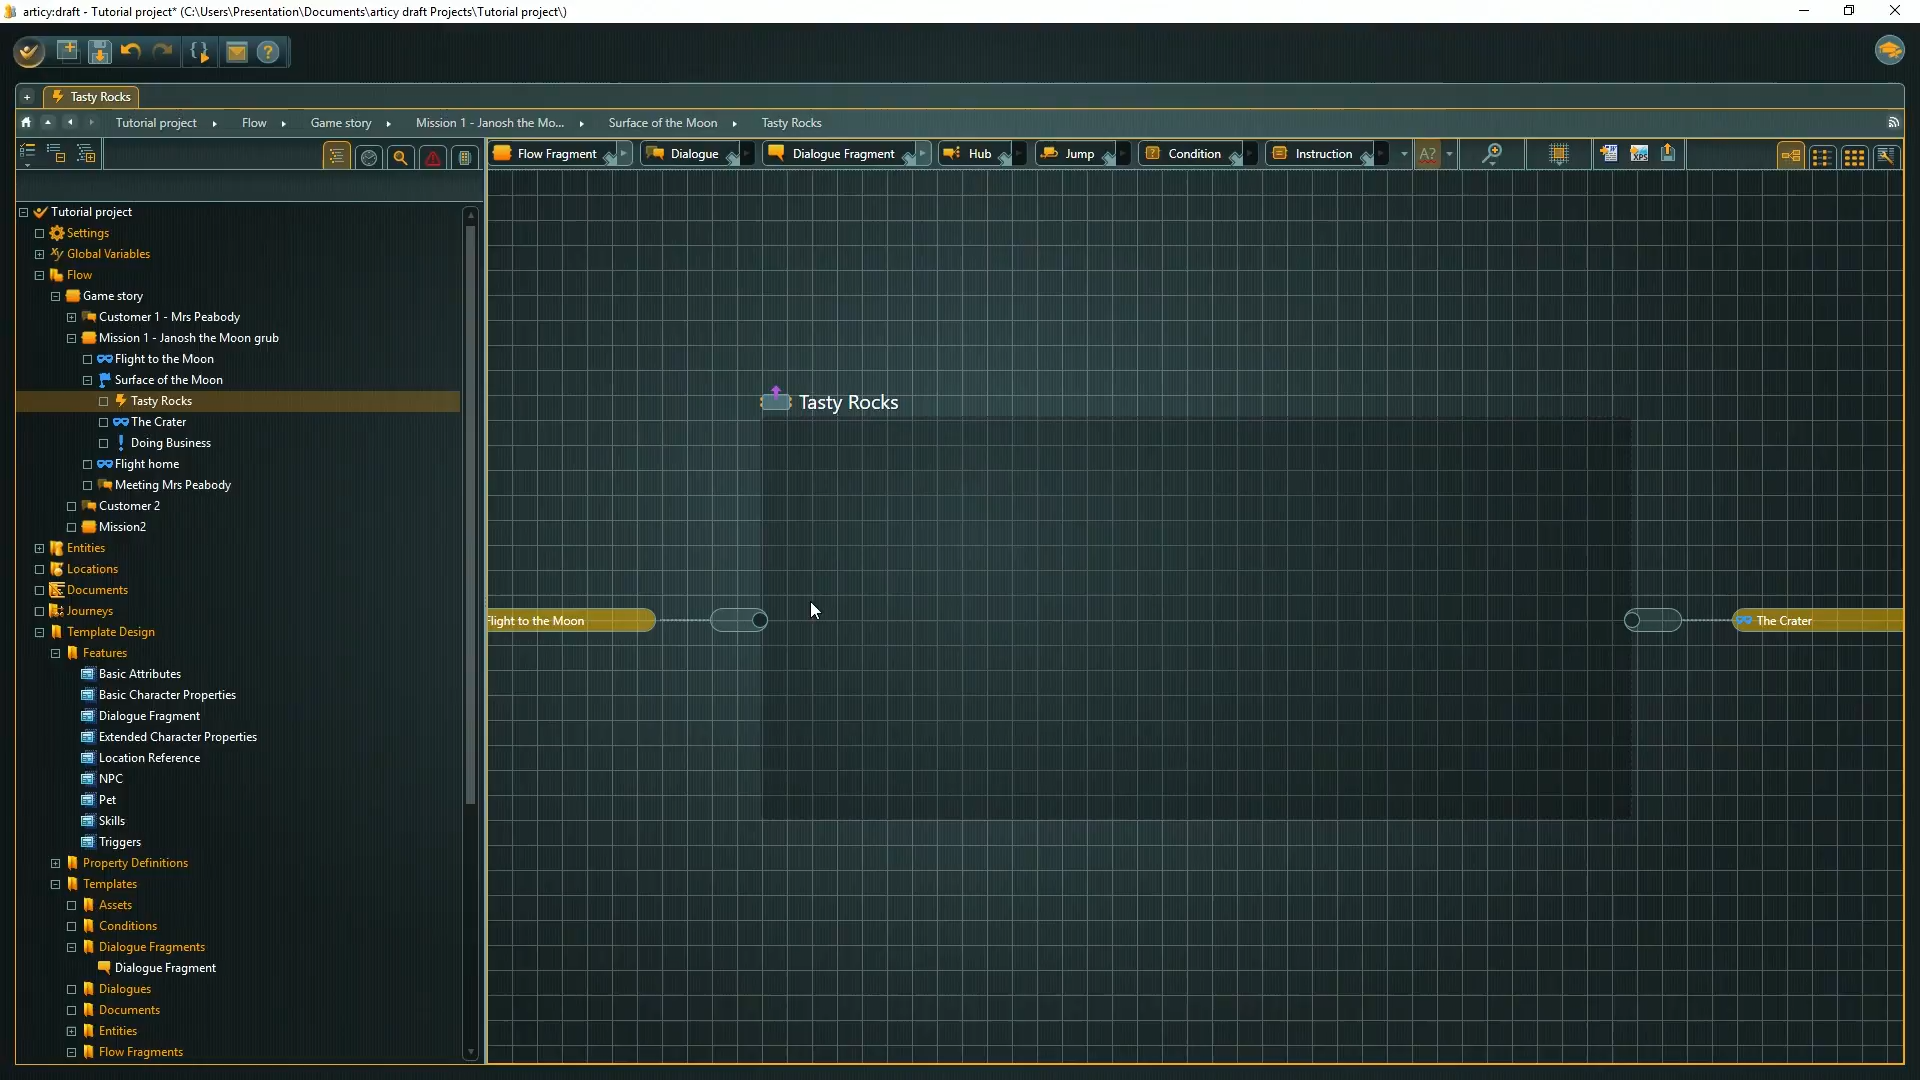 articy:draft - Tutorial project* (C:\Users\Presentation\Documents\articy draft Projects\Tutorial project\)
Tasty Rocks
Tutorial project Flow Game story Mission 1 - Janosh the Mo... Surface of the Moon Tasty Rocks
Flow Fragment Dialogue Dialogue Fragment Hub Jump Condition Instruction
Tutorial project
Settings
Global Variables
Flow
Game story
Customer 1 - Mrs Peabody
Mission 1 - Janosh the Moon grub
Flight to the Moon
Surface of the Moon
Tasty Rocks
The Crater
Doing Business
Flight home
Meeting Mrs Peabody
Customer 2
Mission2
Entities
Locations
Documents
Journeys
Template Design
Features
Basic Attributes
Basic Character Properties
Dialogue Fragment
Extended Character Properties
Location Reference
NPC
Pet
Skills
Triggers
Property Definitions
Templates
Assets
Conditions
Dialogue Fragments
Dialogue Fragment
Dialogues
Documents
Entities
Flow Fragments
Tasty Rocks
Flight to the Moon
The Crater